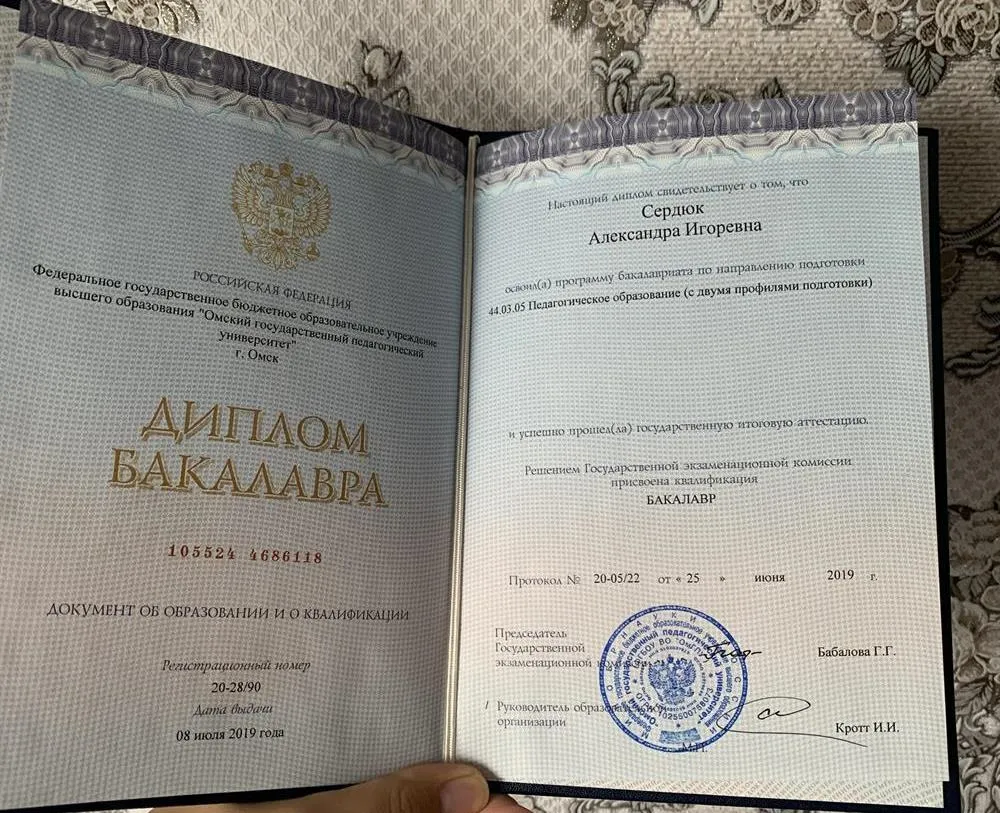 РОССИЙСКАЯ ФЕДЕРАЦИЯ
Федеральное государственное бюджетное образовательное учреждение
высшего образования "Омский государственный педагогический
университет"
г. Омск
ДИПЛОМ
БАКАЛАВРА
105524 4686118
ДОКУМЕНТ ОБ ОБРАЗОВАНИИ И О КВАЛИФИКАЦИИ
Регистрационный номер
20-28/90
Дата выдачи
08 июля 2019 года
Настоящий диплом свидетельствует о том, что
Сердюк
Александра Игоревна
освоил(а) программу бакалавриата по направлению подготовки
44.03.05 Педагогическое образование (с двумя профилями подготовки)
и успешно прошел(ла) государственную итоговую аттестацию.
Решением Государственной экзаменационной комиссии
присвоена квалификация
БАКАЛАВР
Протокол № 20-05/22 от « 25 » июня 2019 г.
Председатель
Государственной
экзаменационной комиссии
Бабалова Г.Г.
Руководитель образовательной
организации
Кротт И.И.
М.П.